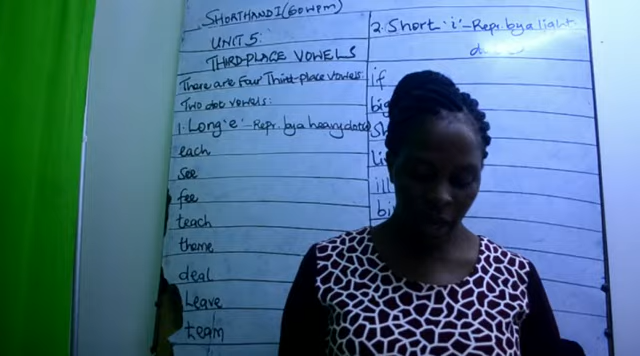 SHORTHAND I (60WPM)
UNIT 5:
THIRD-PLACE VOWELS
There are Four Third-place vowels
Two dot vowels:
1. Long 'e' - Repr. by a heavy dot
each
see
fee
teach
theme
deal
Leave
team
2. Short 'i' - Repr. by a light
if
big
ill